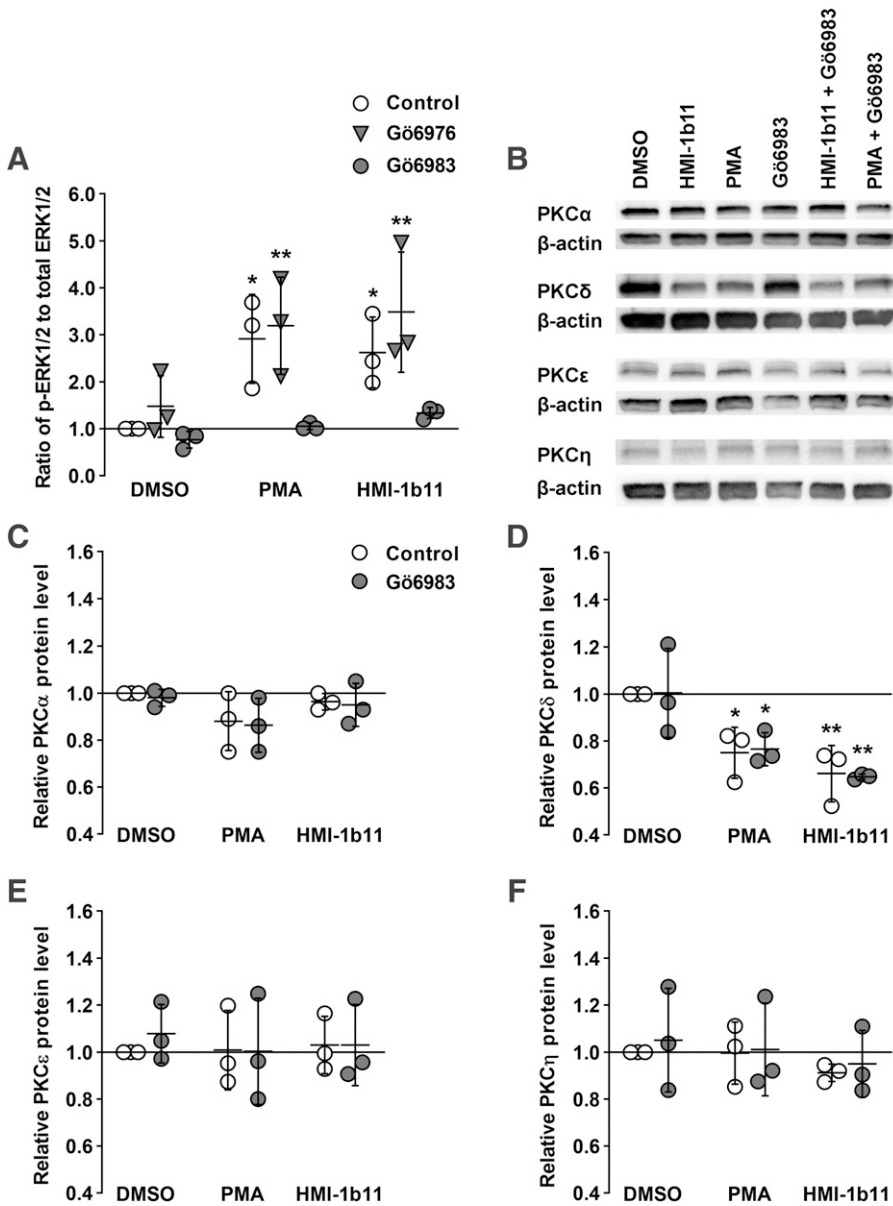 Control
Gö6976
Gö6983
A
Ratio of p-ERK1/2 to total ERK1/2
6.0
5.0
4.0
3.0
2.0
1.0
0.0
*
**
*
**
DMSO
PMA
HMI-1b11
B
DMSO
HMI-1b11
PMA
Gö6983
HMI-1b11 + Gö6983
PMA + Gö6983
PKCα
β-actin
PKCδ
β-actin
PKCε
β-actin
PKCη
β-actin
C
Relative PKCα protein level
1.6
1.4
1.2
1.0
0.8
0.6
0.4
Control
Gö6983
DMSO
PMA
HMI-1b11
D
Relative PKCδ protein level
1.6
1.4
1.2
1.0
0.8
0.6
0.4
*
*
**
**
DMSO
PMA
HMI-1b11
E
Relative PKCε protein level
1.6
1.4
1.2
1.0
0.8
0.6
0.4
DMSO
PMA
HMI-1b11
F
Relative PKCη protein level
1.6
1.4
1.2
1.0
0.8
0.6
0.4
DMSO
PMA
HMI-1b11